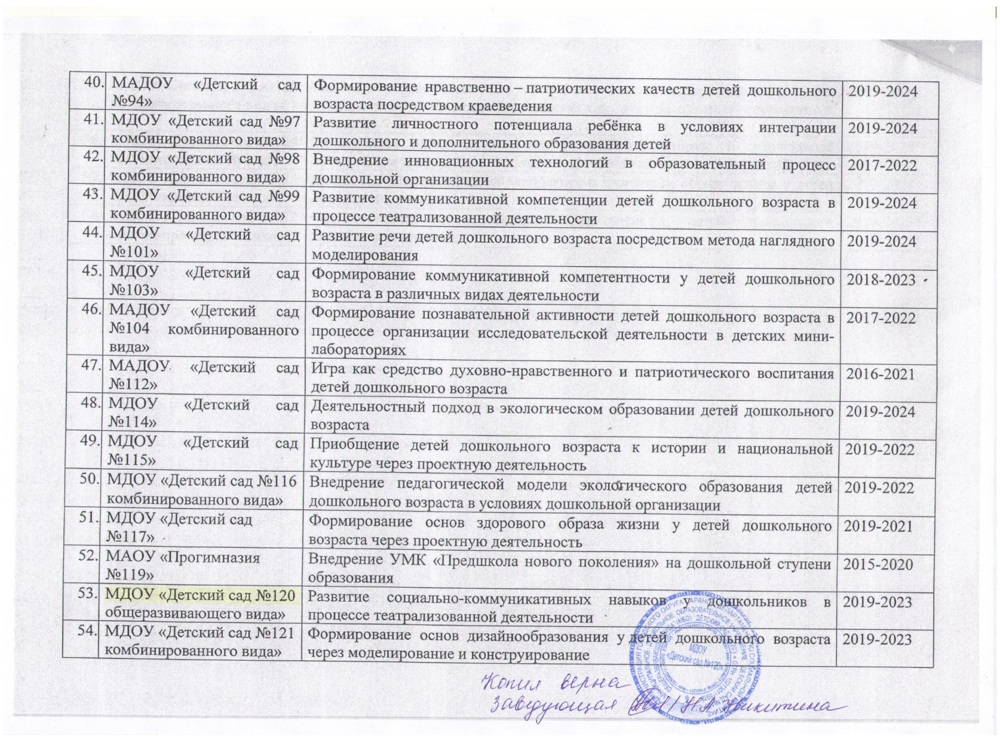 40. МАДОУ «Детский сад
№94»
Формирование нравственно – патриотических качеств детей дошкольного
возраста посредством краеведения
2019-2024
41. МДОУ «Детский сад №97
комбинированного вида»
Развитие личностного потенциала ребёнка в условиях интеграции
дошкольного и дополнительного образования детей
2019-2024
42. МДОУ «Детский сад №98
комбинированного вида»
Внедрение инновационных технологий в образовательный процесс
дошкольной организации
2017-2022
43. МДОУ «Детский сад №99
комбинированного вида»
Развитие коммуникативной компетенции детей дошкольного возраста в
процессе театрализованной деятельности
2019-2024
44. МДОУ «Детский сад
№101»
Развитие речи детей дошкольного возраста посредством метода наглядного
моделирования
2019-2024
45. МДОУ «Детский сад
№103»
Формирование коммуникативной компетентности у детей дошкольного
возраста в различных видах деятельности
2018-2023
46. МАДОУ «Детский сад
№104 комбинированного
вида»
Формирование познавательной активности детей дошкольного возраста в
процессе организации исследовательской деятельности в детских мини-
лабораториях
2017-2022
47. МАДОУ «Детский сад
№112»
Игра как средство духовно-нравственного и патриотического воспитания
детей дошкольного возраста
2016-2021
48. МДОУ «Детский сад
№114»
Деятельностный подход в экологическом образовании детей дошкольного
возраста
2019-2024
49. МДОУ «Детский сад
№115»
Приобщение детей дошкольного возраста к истории и национальной
культуре через проектную деятельность
2019-2022
50. МДОУ «Детский сад №116
комбинированного вида»
Внедрение педагогической модели экологического образования детей
дошкольного возраста в условиях дошкольной организации
2019-2022
51. МДОУ «Детский сад
№117»
Формирование основ здорового образа жизни у детей дошкольного
возраста через проектную деятельность
2019-2021
52. МАОУ «Прогимназия
№119»
Внедрение УМК «Предшкола нового поколения» на дошкольной ступени
образования
2015-2020
53. МДОУ «Детский сад №120
общеразвивающего вида»
Развитие социально-коммуникативных навыков у дошкольников в
процессе театрализованной деятельности
2019-2023
54. МДОУ «Детский сад №121
комбинированного вида»
Формирование основ дизайнообразования у детей дошкольного возраста
через моделирование и конструирование
2019-2023
МДОУ
«Детский сад №120»
Копия верна
Заведующая / Н.А. Никитина